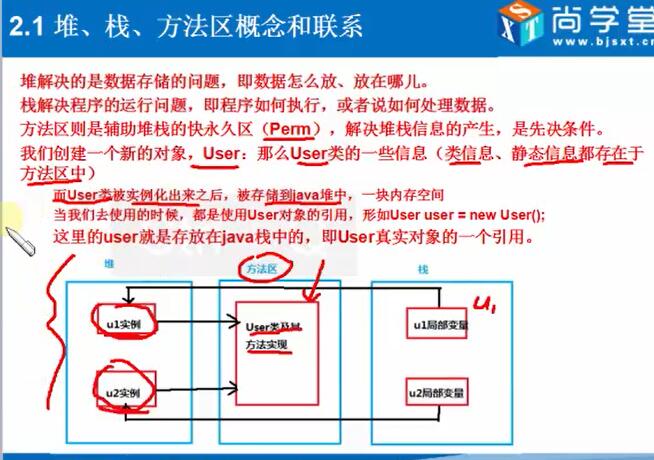 2.1 堆、栈、方法区概念和联系
SXT 尚学堂
www.bjsxt.com
堆解决的是数据存储的问题，即数据怎么放、放在哪儿。
栈解决程序的运行问题，即程序如何执行，或者说如何处理数据。
方法区则是辅助堆栈的快永久区（Perm），解决堆栈信息的产生，是先决条件。
我们创建一个新的对象，User：那么User类的一些信息（类信息、静态信息都存在于
方法区中）
而User类被实例化出来之后，被存储到java堆中，一块内存空间
当我们去使用的时候，都是使用User对象的引用，形如User user = new User();
这里的user就是存放在java栈中的，即User真实对象的一个引用。
堆
方法区
栈
u1实例
User类及其
方法实现
u1局部变量
u1
u2实例
u2局部变量